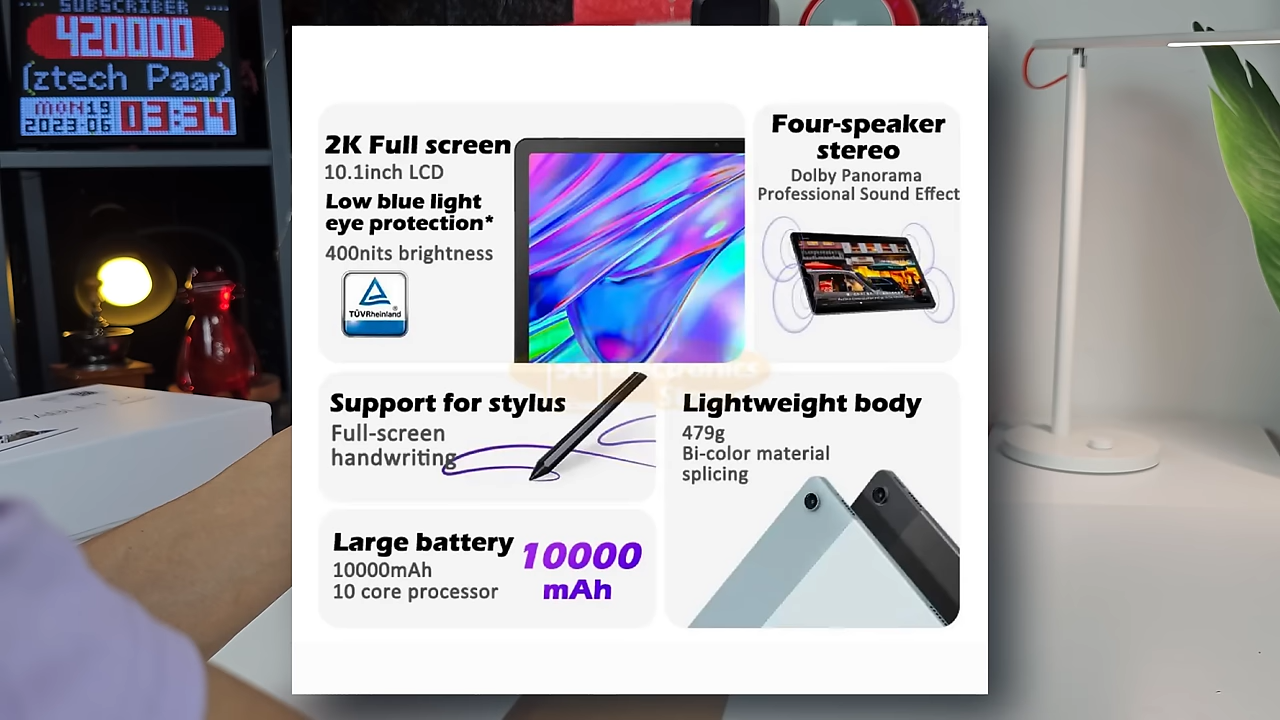 SUBSCRIBER
420000
(ztech Paar)
MON19
2023-06
03:34
2K Full screen
10.1inch LCD
Low blue light
eye protection*
400nits brightness
TÜVRheinland®
Four-speaker
stereo
Dolby Panorama
Professional Sound Effect
Support for stylus
Full-screen
handwriting
Lightweight body
479g
Bi-color material
splicing
Large battery
10000mAh
10 core processor
10000
mAh